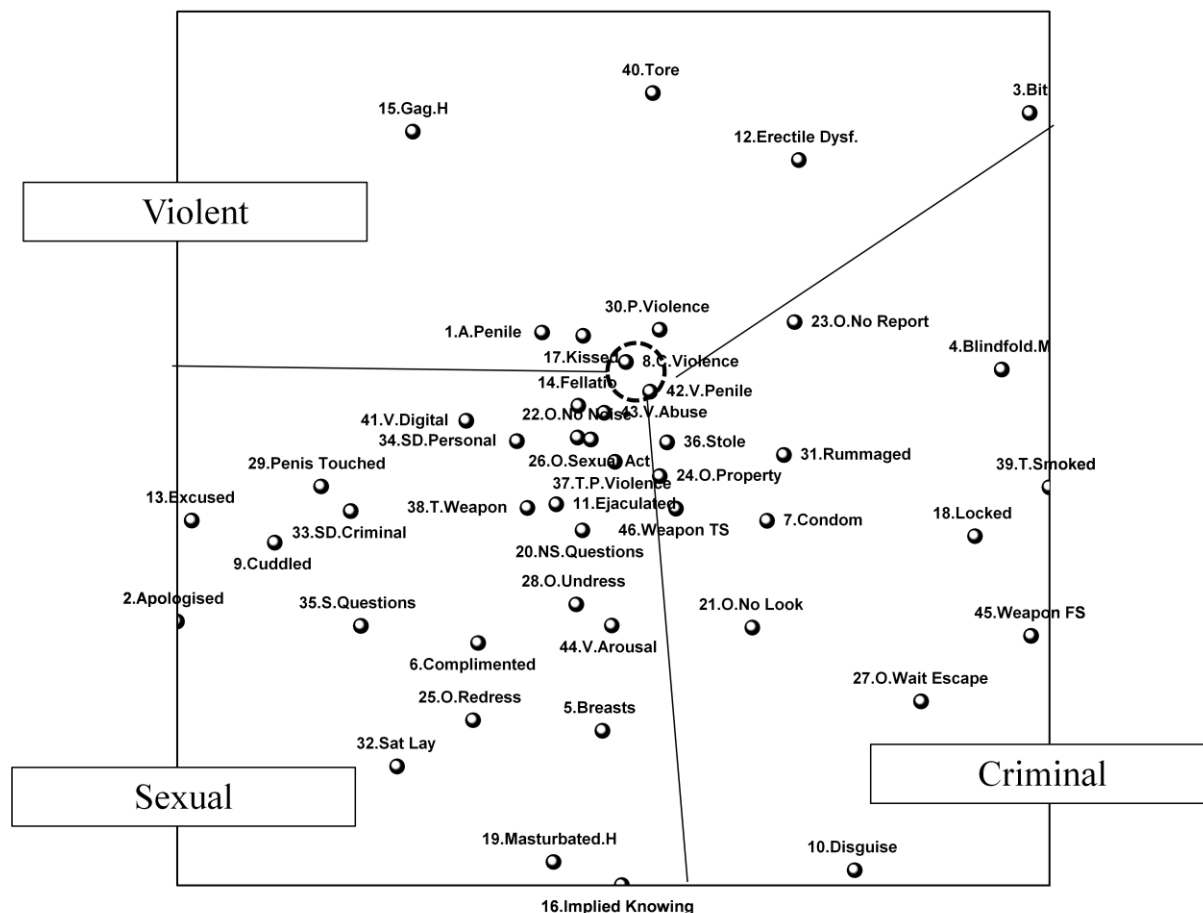 40.Tore
3.Bit
15.Gag.H
12.Erectile Dysf.
Violent
30.P.Violence
1.A.Penile
23.O.No Report
4.Blindfold.M
17.Kissed
8.C.Violence
14.Fellatio
42.V.Penile
41.V.Digital
22.O.No Noise
43.V.Abuse
34.SD.Personal
36.Stole
26.O.Sexual Act
31.Rummaged
29.Penis Touched
24.O.Property
39.T.Smoked
37.T.P.Violence
13.Excused
38.T.Weapon
11.Ejaculated
18.Locked
33.SD.Criminal
46.Weapon TS
7.Condom
9.Cuddled
20.NS.Questions
28.O.Undress
2.Apologised
35.S.Questions
21.O.No Look
45.Weapon FS
44.V.Arousal
6.Complimented
27.O.Wait Escape
25.O.Redress
5.Breasts
32.Sat Lay
Criminal
Sexual
19.Masturbated.H
10.Disguise
16.Implied Knowing